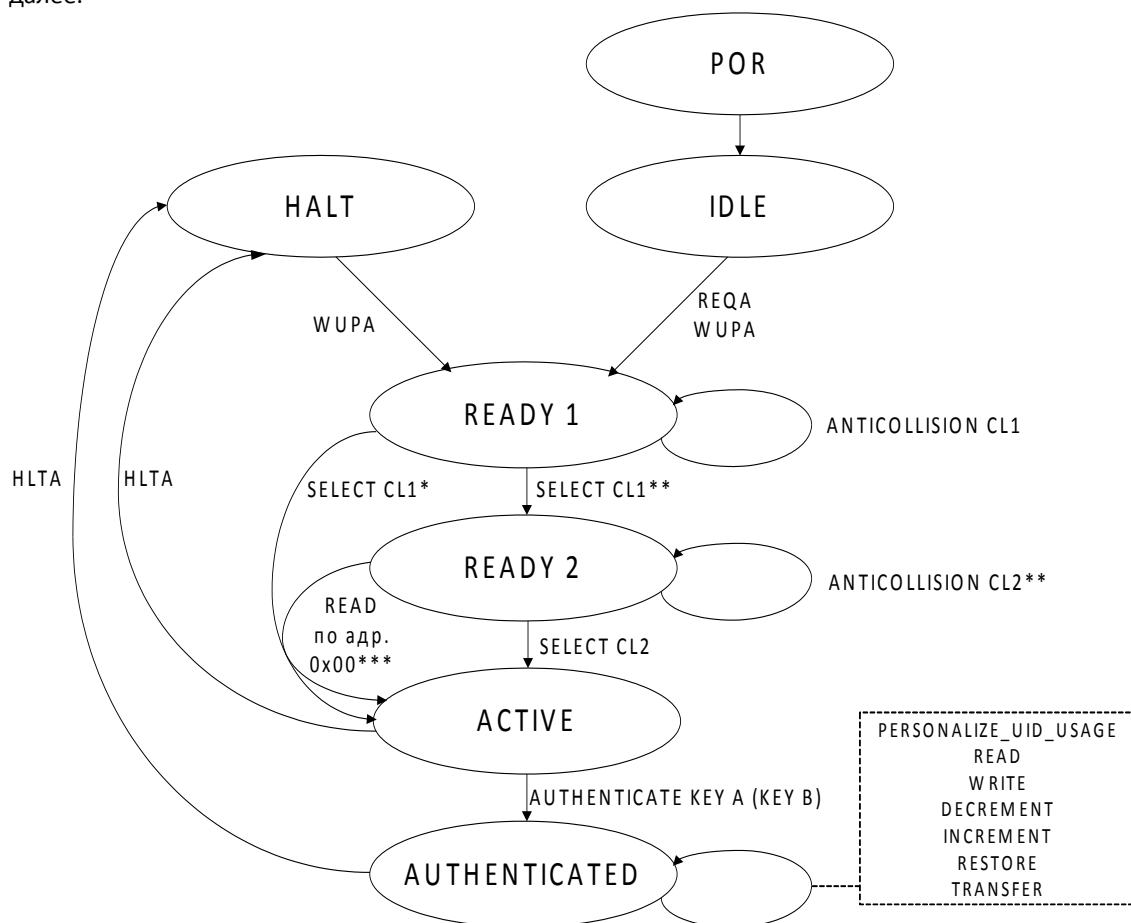 далее.
POR
HALT
IDLE
WUPA
REQA
WUPA
READY 1
ANTICOLLISION CL1
HLTA
HLTA
SELECT CL1*
SELECT CL1**
READY 2
ANTICOLLISION CL2**
READ
по адр.
0x00***
SELECT CL2
ACTIVE
PERSONALIZE_UID_USAGE
READ
WRITE
DECREMENT
INCREMENT
RESTORE
TRANSFER
AUTHENTICATE KEY A (KEY B)
AUTHENTICATED